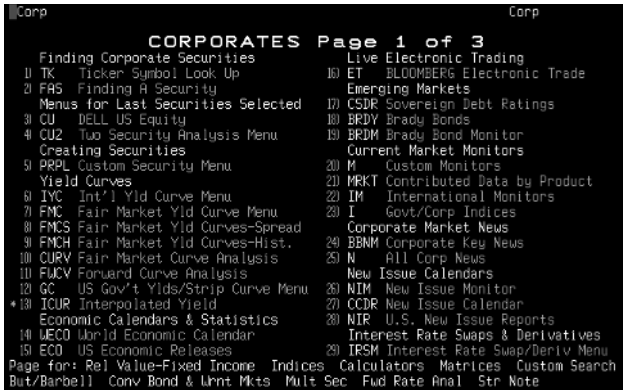 Corp Corp
CORPORATES Page 1 of 3
Finding Corporate Securities
1) TK Ticker Symbol Look Up
2) FAS Finding A Security
Menus for Last Securities Selected
3) CU DELL US Equity
4) CU2 Two Security Analysis Menu
Creating Securities
5) PRPL Custom Security Menu
Yield Curves
6) IYC Int'l Yld Curve Menu
7) FMC Fair Market Yld Curve Menu
8) FMCS Fair Market Yld Curves-Spread
9) FMCH Fair Market Yld Curves-Hist.
10) CURV Fair Market Curve Analysis
11) FWCV Forward Curve Analysis
12) GC US Gov't Ylds/Strip Curve Menu
*13) ICUR Interpolated Yield
Economic Calendars & Statistics
14) WECO World Economic Calendar
15) ECO US Economic Releases
Live Electronic Trading
16) ET BLOOMBERG Electronic Trade
Emerging Markets
17) CSDR Sovereign Debt Ratings
18) BRDY Brady Bonds
19) BRDM Brady Bond Monitor
Current Market Monitors
20) M Custom Monitors
21) MRKT Contributed Data by Product
22) IM International Monitors
23) I Govt/Corp Indices
Corporate Market News
24) BBNM Corporate Key News
25) N All Corp News
New Issue Calendars
26) NIM New Issue Monitor
27) CCDR New Issue Calendar
28) NIR U.S. New Issue Reports
Interest Rate Swaps & Derivatives
29) IRSM Interest Rate Swap/Deriv Menu
Page for: Rel Value-Fixed Income Indices Calculators Matrices Custom Search
But/Barbell Conv Bond & Wrnt Mkts Mult Sec Fwd Rate Anal Str Notes